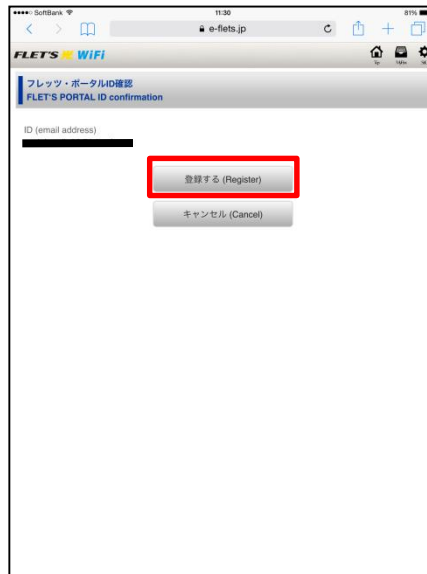 SoftBank 11:30 81%
e-flets.jp
FLET'S WiFi
フレッツ・ポータルID確認
FLET'S PORTAL ID confirmation
ID (email address)
登録する (Register)
キャンセル (Cancel)